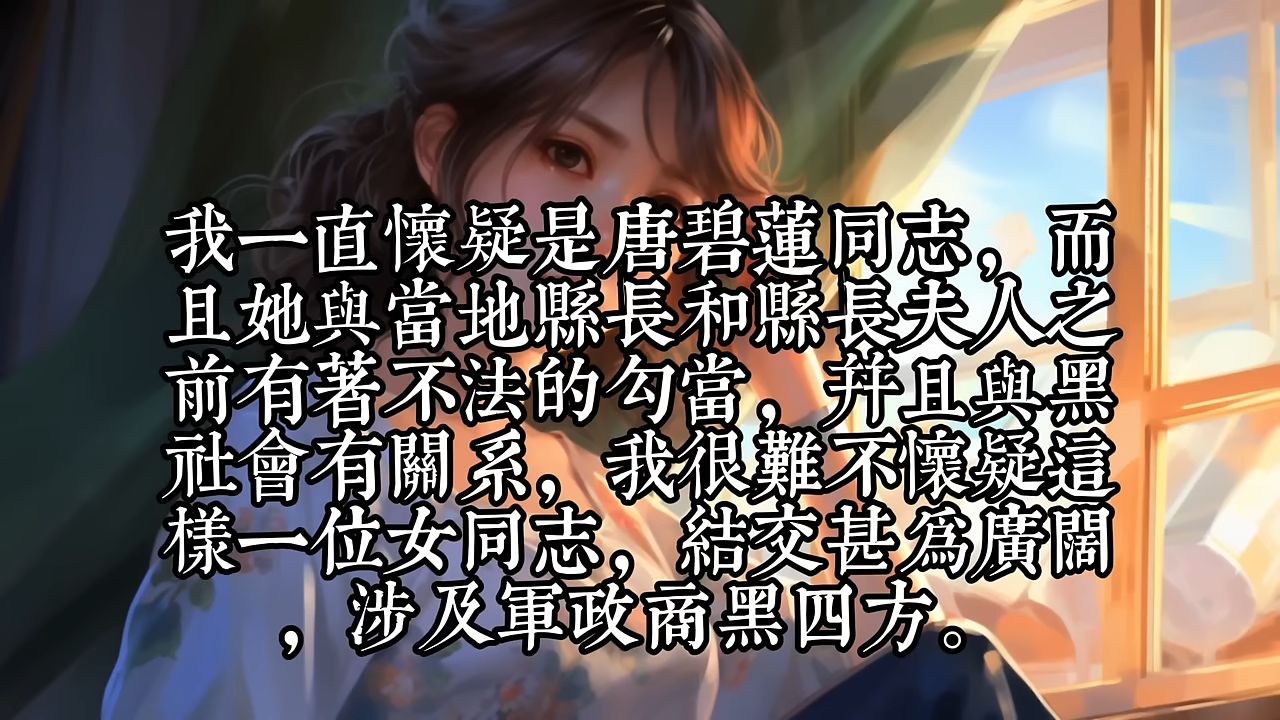 我一直懷疑是唐碧蓮同志，而
且她與當地縣長和縣長夫人之
前有著不法的勾當，并且與黑
社會有關系，我很難不懷疑這
樣一位女同志，結交甚爲廣闊
，涉及軍政商黑四方。